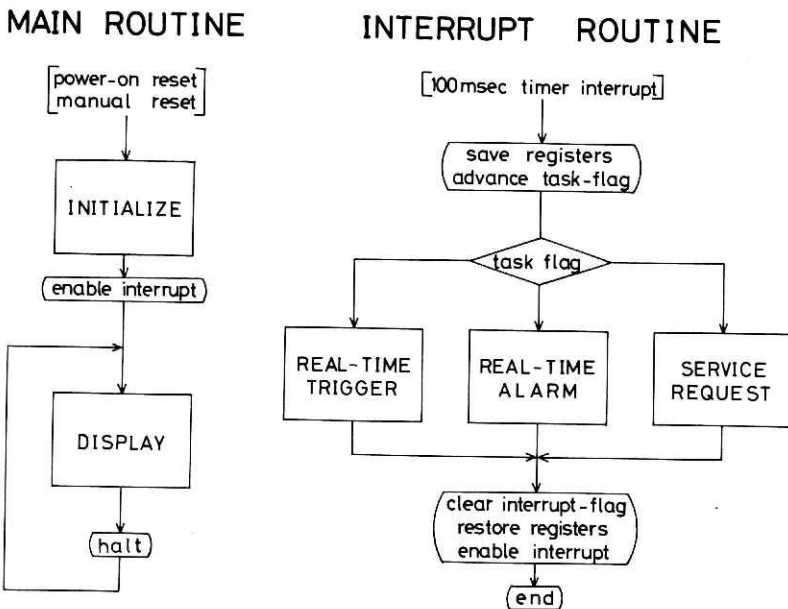 MAIN ROUTINE
[power-on reset
manual reset]
INITIALIZE
(enable interrupt)
DISPLAY
(halt)
INTERRUPT ROUTINE
[100msec timer interrupt]
save registers
advance task-flag
task flag
REAL-TIME
TRIGGER
REAL-TIME
ALARM
SERVICE
REQUEST
clear interrupt-flag
restore registers
enable interrupt
(end)